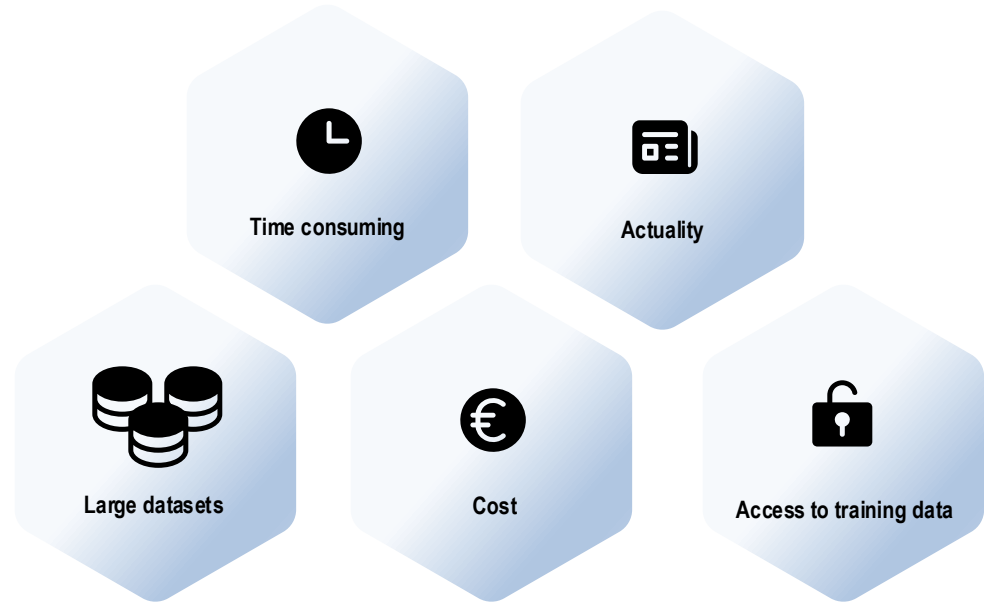 Time consuming
Actuality
Large datasets
Cost
Access to training data